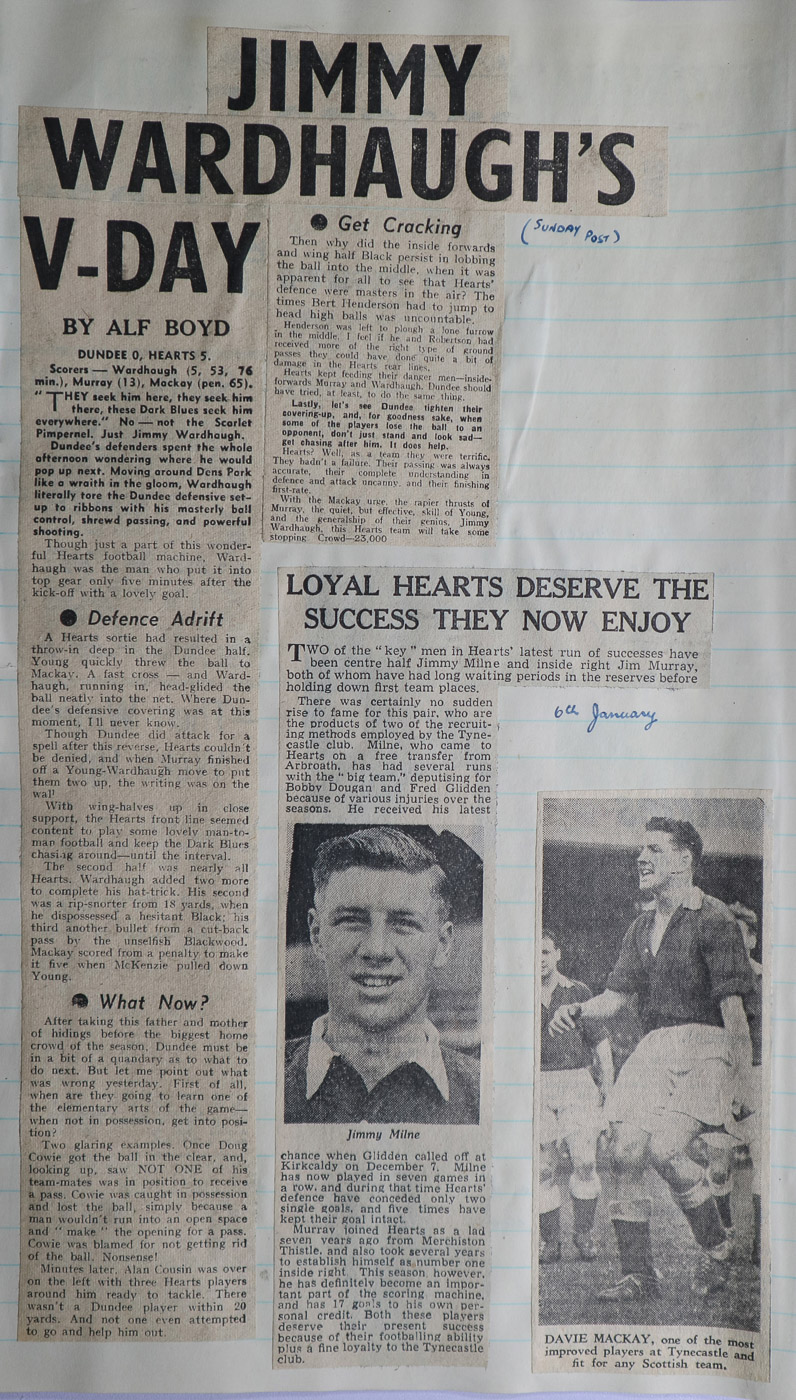 JIMMY
WARDHAUGH'S
V-DAY
BY ALF BOYD
DUNDEE 0, HEARTS 5.
Scorers — Wardhaugh (5, 53, 76
min.), Murray (13), Mackay (pen. 65).
"THEY seek him here, they seek him
there, these Dark Blues seek him
everywhere." No — not the Scarlet
Pimpernel. Just Jimmy Wardhaugh.
Dundee's defenders spent the whole
afternoon wondering where he would
pop up next. Moving around Dens Park
like a wraith in the gloom, Wardhaugh
literally tore the Dundee defensive set-
up to ribbons with his masterly ball
control, shrewd passing, and powerful
shooting.
Though just a part of this wonder-
ful Hearts football machine, Ward-
haugh was the man who put it into
top gear only five minutes after the
kick-off with a lovely goal.
● Defence Adrift
A Hearts sortie had resulted in a
throw-in deep in the Dundee half.
Young quickly threw the ball to
Mackay. A fast cross — and Ward-
haugh, running in, head-glided the
ball neatly into the net. Where Dun-
dee's defensive covering was at this
moment, I'll never know.
Though Dundee did attack for a
spell after this reverse, Hearts couldn't
be denied, and when Murray finished
off a Young-Wardhaugh move to put
them two up, the writing was on the
wall
With wing-halves up in close
support, the Hearts front line seemed
content to play some lovely man-to-
man football and keep the Dark Blues
chasing around—until the interval.
The second half was nearly all
Hearts. Wardhaugh added two more
to complete his hat-trick. His second
was a rip-snorter from 18 yards, when
he dispossessed a hesitant Black; his
third another bullet from a cut-back
pass by the unselfish Blackwood.
Mackay scored from a penalty to make
it five when McKenzie pulled down
Young.
● What Now?
After taking this father and mother
of hidings before the biggest home
crowd of the season, Dundee must be
in a bit of a quandary as to what to
do next. But let me point out what
was wrong yesterday. First of all,
when are they going to learn one of
the elementary arts of the game—
when not in possession, get into posi-
tion?
Two glaring examples. Once Doug
Cowie got the ball in the clear, and,
looking up, saw NOT ONE of his
team-mates was in position to receive
a pass. Cowie was caught in possession
and lost the ball, simply because a
man wouldn't run into an open space
and "make" the opening for a pass.
Cowie was blamed for not getting rid
of the ball. Nonsense!
Minutes later, Alan Cousin was over
on the left with three Hearts players
around him ready to tackle. There
wasn't a Dundee player within 20
yards. And not one even attempted
to go and help him out.
● Get Cracking
Then why did the inside forwards
and wing half Black persist in lobbing
the ball into the middle, when it was
apparent for all to see that Hearts'
defence were masters in the air? The
times Bert Henderson had to jump to
head high balls was uncountable.
Henderson was left to plough a lone furrow
in the middle. I feel if he and Robertson had
received more of the right type of ground
passes they could have done quite a bit of
damage in the Hearts rear lines.
Hearts kept feeding their danger men—inside-
forwards Murray and Wardhaugh. Dundee should
have tried, at least, to do the same thing.
Lastly, let's see Dundee tighten their
covering-up, and, for goodness sake, when
some of the players lose the ball to an
opponent, don't just stand and look sad—
get chasing after him. It does help.
Hearts? Well, as a team they were terrific.
They hadn't a failure. Their passing was always
accurate, their complete understanding in
defence and attack uncanny, and their finishing
first-rate.
With the Mackay urge, the rapier thrusts of
Murray, the quiet, but effective, skill of Young,
and the generalship of their genius, Jimmy
Wardhaugh, this Hearts team will take some
stopping. Crowd—23,000
(SUNDAY POST)
LOYAL HEARTS DESERVE THE
SUCCESS THEY NOW ENJOY
TWO of the "key" men in Hearts' latest run of successes have
been centre half Jimmy Milne and inside right Jim Murray,
both of whom have had long waiting periods in the reserves before
holding down first team places.
6th January
There was certainly no sudden
rise to fame for this pair, who are
the products of two of the recruit-
ing methods employed by the Tyne-
castle club. Milne, who came to
Hearts on a free transfer from
Arbroath, has had several runs
with the "big team," deputising for
Bobby Dougan and Fred Glidden
because of various injuries over the
seasons. He received his latest
Jimmy Milne
chance when Glidden called off at
Kirkcaldy on December 7. Milne
has now played in seven games in
a row, and during that time Hearts'
defence have conceded only two
single goals, and five times have
kept their goal intact.
Murray joined Hearts as a lad
seven years ago from Merchiston
Thistle, and also took several years
to establish himself as number one
inside right. This season, however,
he has definitely become an impor-
tant part of the scoring machine,
and has 17 goals to his own per-
sonal credit. Both these players
deserve their present success
because of their footballing ability
plus a fine loyalty to the Tynecastle
club.
DAVIE MACKAY, one of the most
improved players at Tynecastle and
fit for any Scottish team.